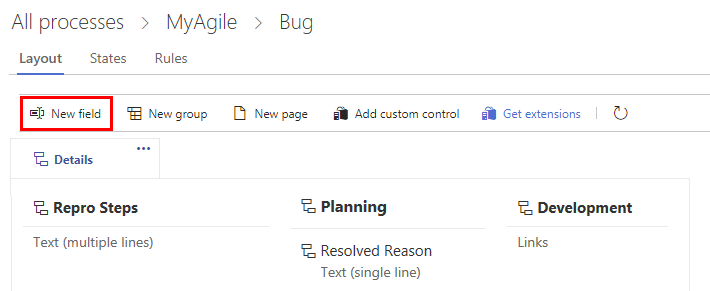 All processes > MyAgile > Bug
Layout States Rules
New field New group New page Add custom control Get extensions
Details ...
Repro Steps Planning Development
Text (multiple lines) Links
Resolved Reason
Text (single line)